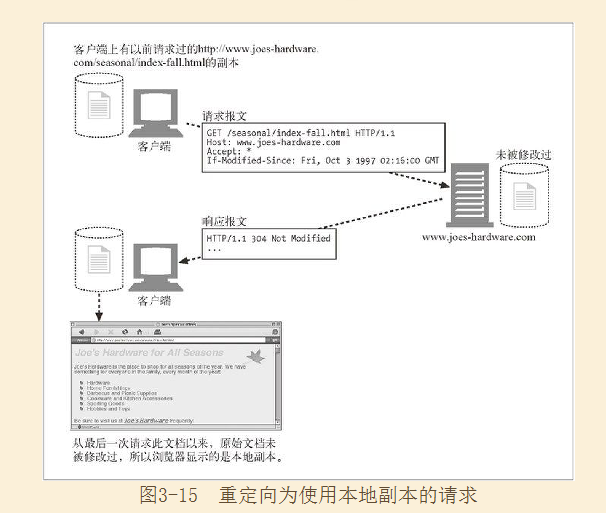 客户端上有以前请求过的http://www.joes-hardware.
com/seasonal/index-fall.html的副本
客户端
请求报文
GET /seasonal/index-fall.html HTTP/1.1
Host: www.joes-hardware.com
Accept: *
If-Modified-Since: Fri, Oct 3 1997 02:16:00 GMT
未被修改过
www.joes-hardware.com
响应报文
HTTP/1.1 304 Not Modified
...
客户端
Joe's Hardware for All Seasons
Joe's Hardware is the place to shop for all seasons of the year. We have
something for everyone in the family, every month of the year!
Hardware
Home Furnishings
Barbecue and Picnic Supplies
Cookware and Kitchen Accessories
Sporting Goods
Hobbies and Toys
Be sure to visit us at Joe's Hardware frequently!
从最后一次请求此文档以来，原始文档未
被修改过，所以浏览器显示的是本地副本。
图3-15 重定向为使用本地副本的请求